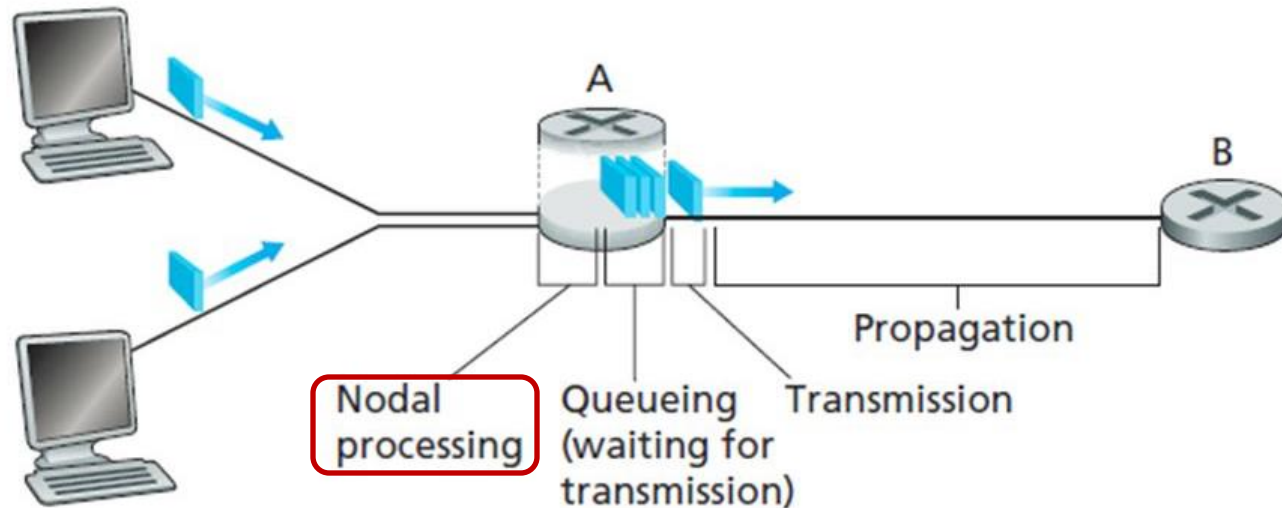 A
B
Propagation
Nodal
processing
Queueing
(waiting for
transmission)
Transmission